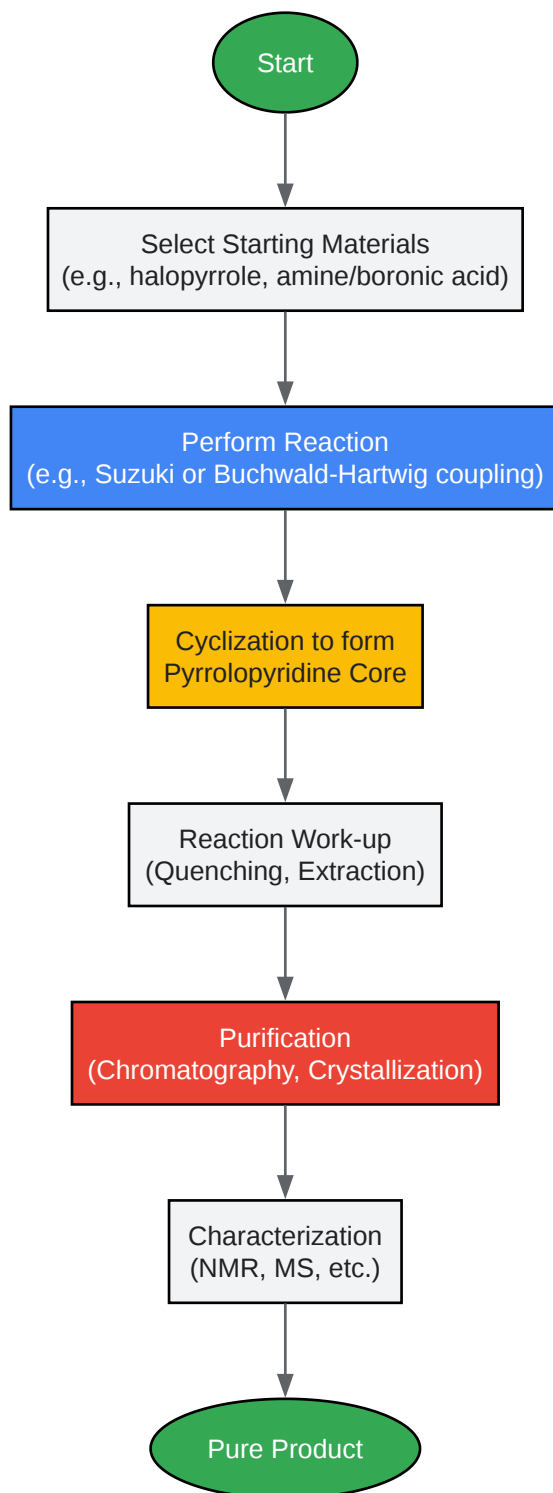 Start
Select Starting Materials
(e.g., halopyrrole, amine/boronic acid)
Perform Reaction
(e.g., Suzuki or Buchwald-Hartwig coupling)
Cyclization to form
Pyrrolopyridine Core
Reaction Work-up
(Quenching, Extraction)
Purification
(Chromatography, Crystallization)
Characterization
(NMR, MS, etc.)
Pure Product